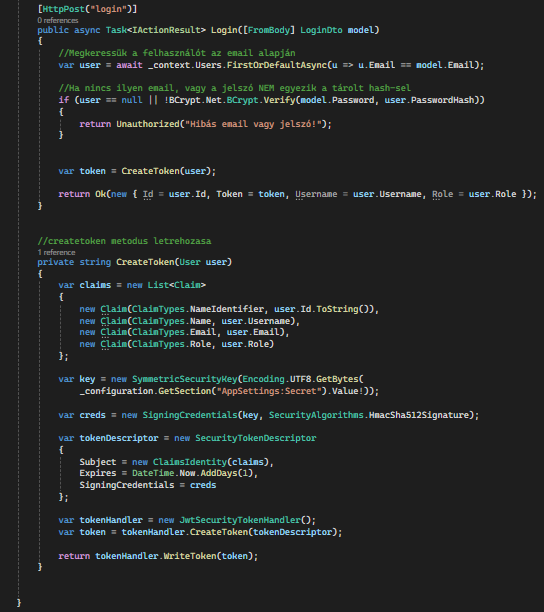 [HttpPost("login")]
0 references
public async Task<IActionResult> Login([FromBody] LoginDto model)
{
//Megkeressük a felhasználót az email alapján
var user = await _context.Users.FirstOrDefaultAsync(u => u.Email == model.Email);
//Ha nincs ilyen email, vagy a jelszó NEM egyezik a tárolt hash-sel
if (user == null || !BCrypt.Net.BCrypt.Verify(model.Password, user.PasswordHash))
{
return Unauthorized("Hibás email vagy jelszó!");
}
var token = CreateToken(user);
return Ok(new { Id = user.Id, Token = token, Username = user.Username, Role = user.Role });
}
//createtoken metodus letrehozasa
1 reference
private string CreateToken(User user)
{
var claims = new List<Claim>
{
new Claim(ClaimTypes.NameIdentifier, user.Id.ToString()),
new Claim(ClaimTypes.Name, user.Username),
new Claim(ClaimTypes.Email, user.Email),
new Claim(ClaimTypes.Role, user.Role)
};
var key = new SymmetricSecurityKey(Encoding.UTF8.GetBytes(
_configuration.GetSection("AppSettings:Secret").Value!));
var creds = new SigningCredentials(key, SecurityAlgorithms.HmacSha512Signature);
var tokenDescriptor = new SecurityTokenDescriptor
{
Subject = new ClaimsIdentity(claims),
Expires = DateTime.Now.AddDays(1),
SigningCredentials = creds
};
var tokenHandler = new JwtSecurityTokenHandler();
var token = tokenHandler.CreateToken(tokenDescriptor);
return tokenHandler.WriteToken(token);
}
}